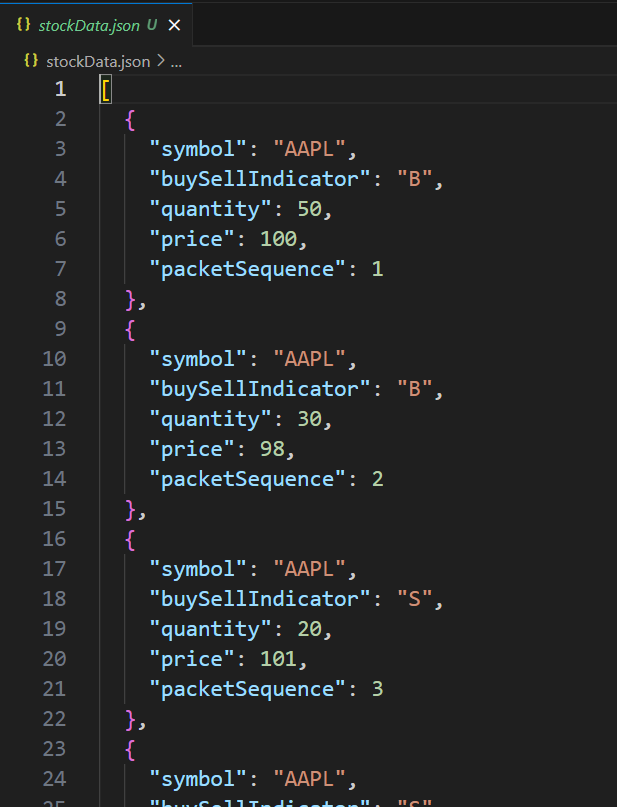 {} stockData.json U ×
{} stockData.json > ...
1 [
2 {
3 "symbol": "AAPL",
4 "buySellIndicator": "B",
5 "quantity": 50,
6 "price": 100,
7 "packetSequence": 1
8 },
9 {
10 "symbol": "AAPL",
11 "buySellIndicator": "B",
12 "quantity": 30,
13 "price": 98,
14 "packetSequence": 2
15 },
16 {
17 "symbol": "AAPL",
18 "buySellIndicator": "S",
19 "quantity": 20,
20 "price": 101,
21 "packetSequence": 3
22 },
23 {
24 "symbol": "AAPL",
25 "buySellIndicator": "S",